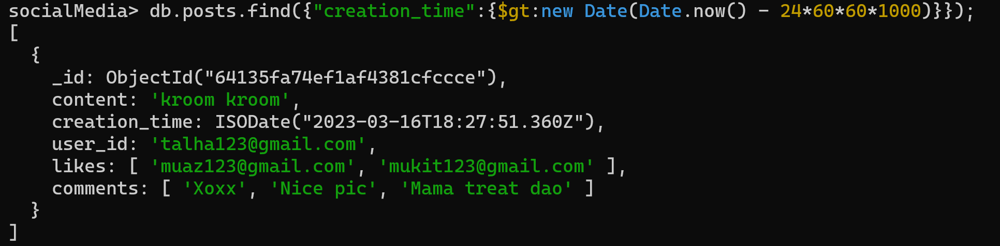 socialMedia> db.posts.find({"creation_time":{$gt:new Date(Date.now() - 24*60*60*1000)}});
[
  {
    _id: ObjectId("64135fa74ef1af4381cfccce"),
    content: 'kroom kroom',
    creation_time: ISODate("2023-03-16T18:27:51.360Z"),
    user_id: 'talha123@gmail.com',
    likes: [ 'muaz123@gmail.com', 'mukit123@gmail.com' ],
    comments: [ 'Xoxx', 'Nice pic', 'Mama treat dao' ]
  }
]